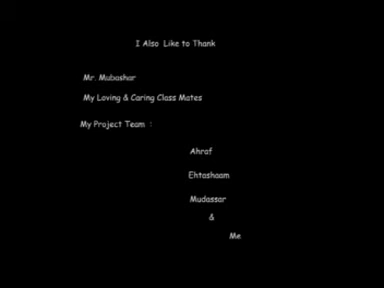 I Also Like to Thank
Mr. Mubashar
My Loving & Caring Class Mates
My Project Team :
Ahraf
Ehtashaam
Mudassar
&
Me